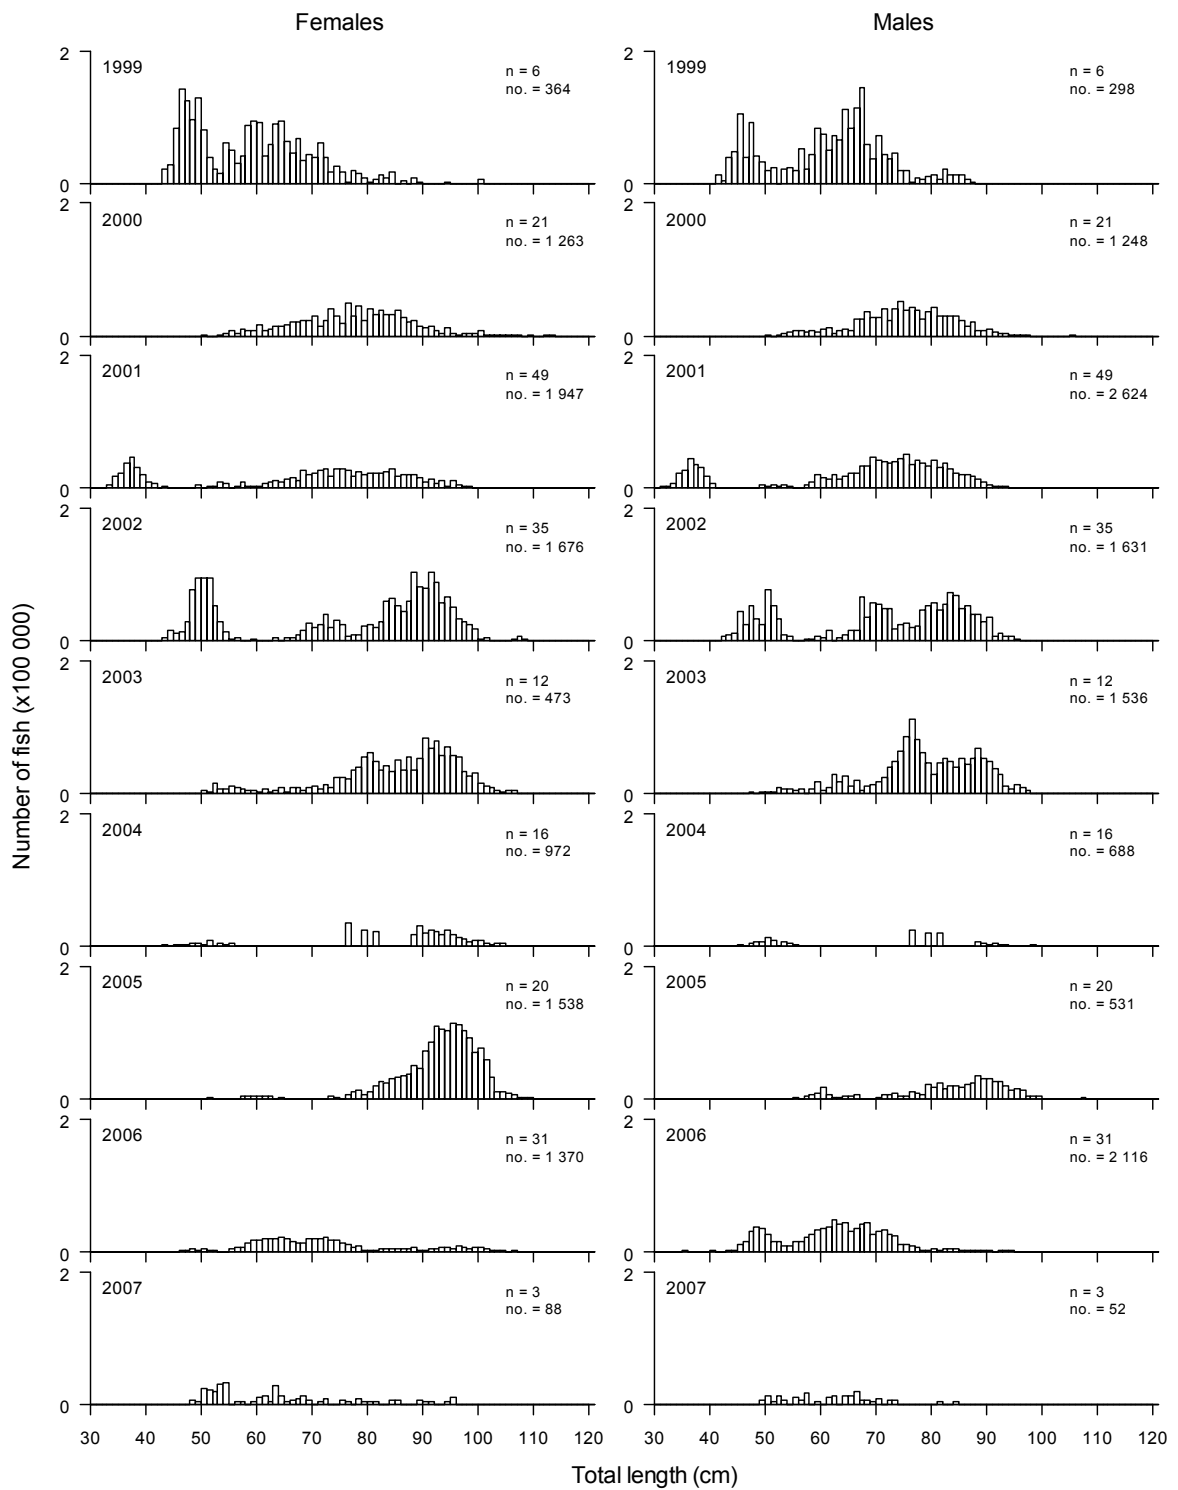 Females Males
2 1999 n = 6 2 1999 n = 6
no. = 364 no. = 298
0 0
2 2000 n = 21 2 2000 n = 21
no. = 1 263 no. = 1 248
0 0
2 2001 n = 49 2 2001 n = 49
no. = 1 947 no. = 2 624
0 0
2 2002 n = 35 2 2002 n = 35
no. = 1 676 no. = 1 631
0 0
2 2003 n = 12 2 2003 n = 12
no. = 473 no. = 1 536
0 0
2 2004 n = 16 2 2004 n = 16
no. = 972 no. = 688
0 0
2 2005 n = 20 2 2005 n = 20
no. = 1 538 no. = 531
0 0
2 2006 n = 31 2 2006 n = 31
no. = 1 370 no. = 2 116
0 0
2 2007 n = 3 2 2007 n = 3
no. = 88 no. = 52
0 0
30 40 50 60 70 80 90 100 110 120 30 40 50 60 70 80 90 100 110 120
Total length (cm)
Number of fish (x100 000)